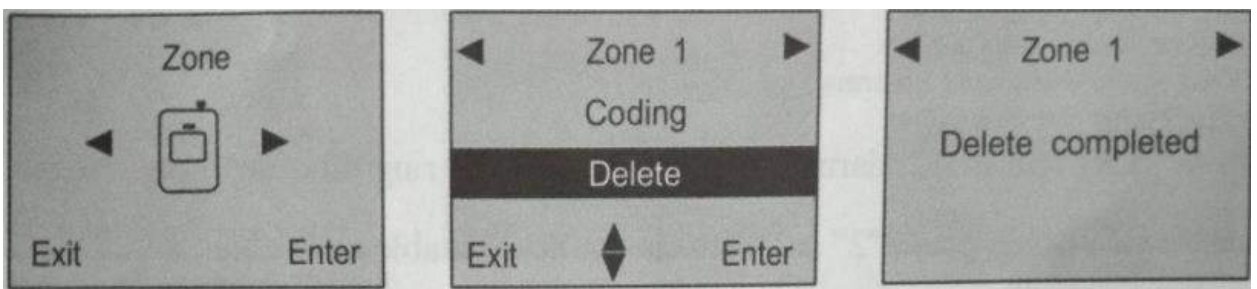 Zone
Exit Enter
Zone 1
Coding
Delete
Exit Enter
Zone 1
Delete completed